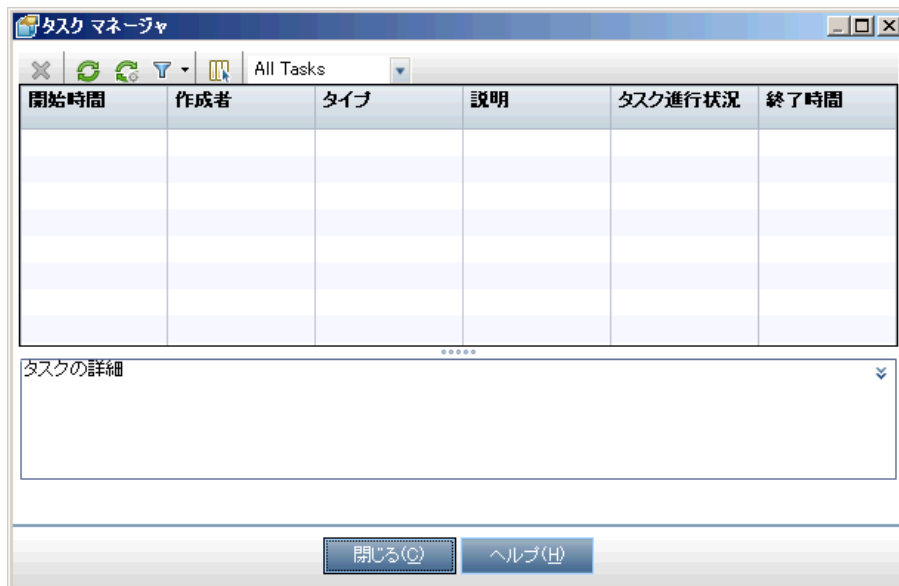 タスク マネージャ
All Tasks
開始時間 作成者 タイプ 説明 タスク進行状況 終了時間
タスクの詳細
閉じる(C) ヘルプ(H)